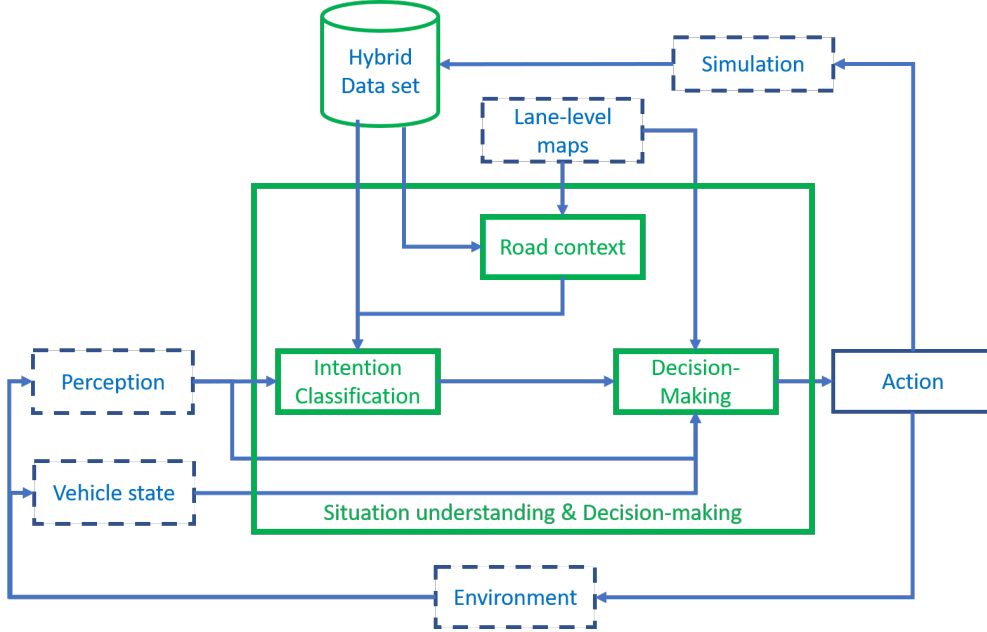 Hybrid
Data set
Simulation
Lane-level
maps
Road context
Perception
Intention
Classification
Decision-
Making
Action
Vehicle state
Situation understanding & Decision-making
Environment